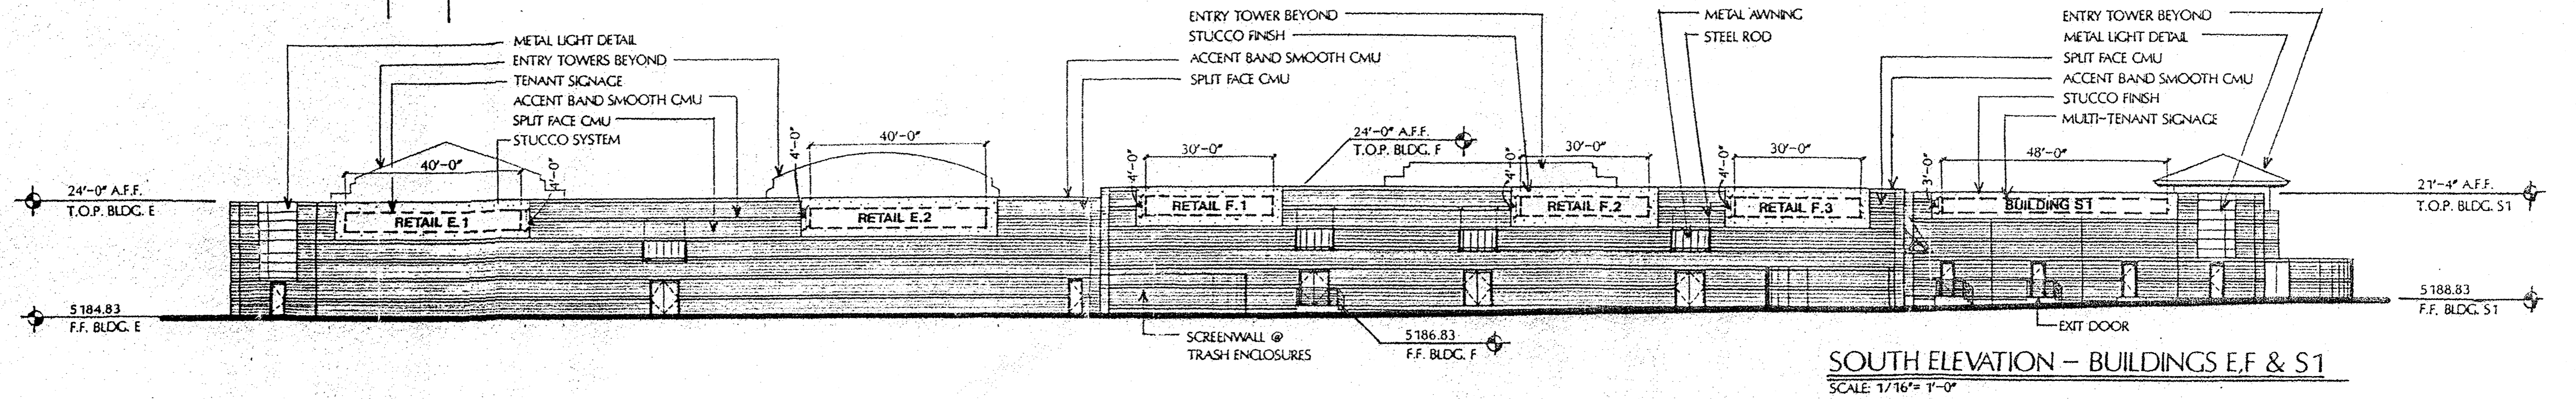 METAL LIGHT DETAIL
ENTRY TOWERS BEYOND
TENANT SIGNAGE
ACCENT BAND SMOOTH CMU
SPLIT FACE CMU
STUCCO SYSTEM
ENTRY TOWER BEYOND
STUCCO FINISH
ACCENT BAND SMOOTH CMU
SPLIT FACE CMU
METAL AWNING
STEEL ROD
ENTRY TOWER BEYOND
METAL LIGHT DETAIL
SPLIT FACE CMU
ACCENT BAND SMOOTH CMU
STUCCO FINISH
MULTI-TENANT SIGNAGE
40'-0"
4'-0"
4'-0"
40'-0"
4'-0"
30'-0"
24'-0" A.F.F.
T.O.P. BLDG. F
4'-0"
30'-0"
4'-0"
30'-0"
3'-0"
48'-0"
24'-0" A.F.F.
T.O.P. BLDG. E
21'-4" A.F.F.
T.O.P. BLDG. S1
RETAIL E.1
RETAIL E.2
RETAIL F.1
RETAIL F.2
RETAIL F.3
BUILDING S1
5184.83
F.F. BLDG. E
5188.83
F.F. BLDG. S1
SCREENWALL @
TRASH ENCLOSURES
5186.83
F.F. BLDG. F
EXIT DOOR
SOUTH ELEVATION – BUILDINGS E,F & S1
SCALE: 1/16"= 1'-0"